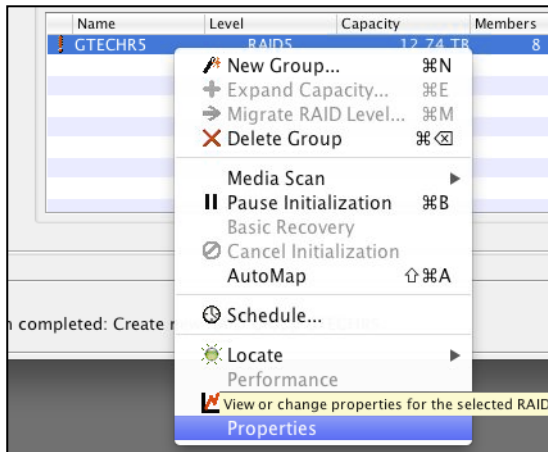 Name Level Capacity Members
GTECHR5 RAID5 12.74 TB 8
New Group... ⌘N
Expand Capacity... ⌘E
Migrate RAID Level... ⌘M
Delete Group ⌘⌫
Media Scan
Pause Initialization ⌘B
Basic Recovery
Cancel Initialization
AutoMap ⇧⌘A
Schedule...
completed: Create
Locate
Performance
View or change properties for the selected RAID
Properties